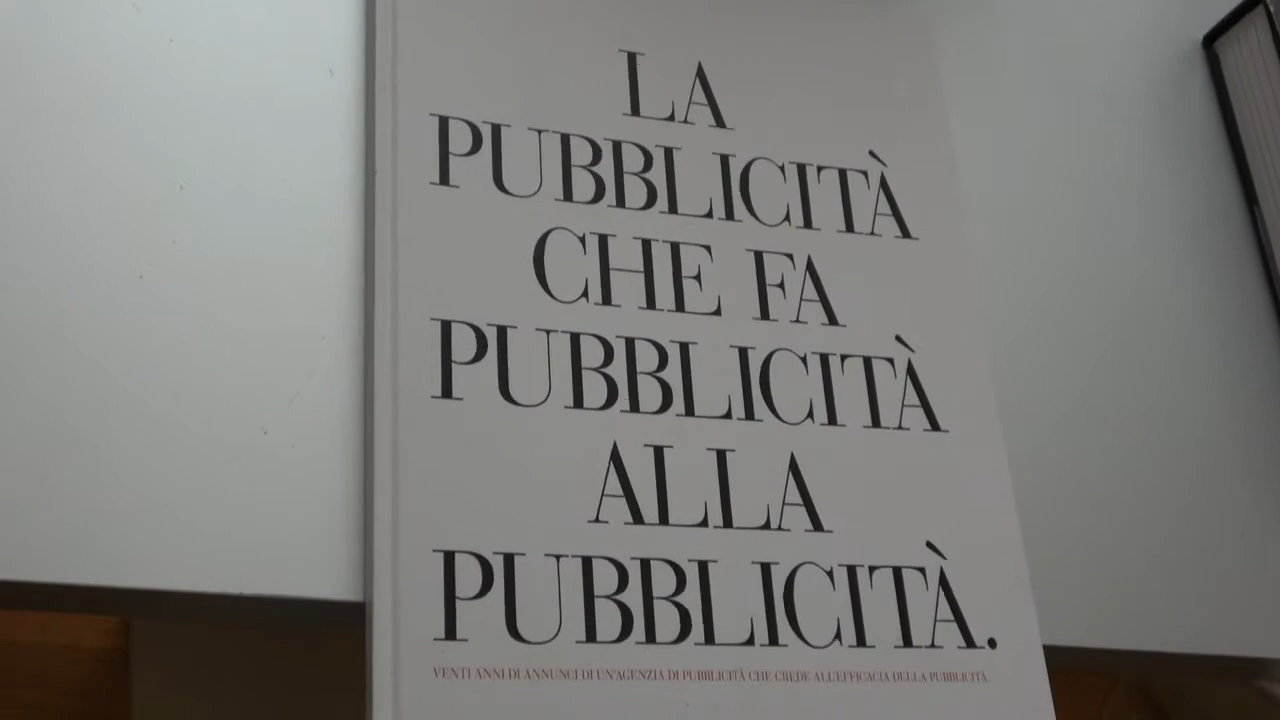 LA
PUBBLICITÀ
CHE FA
PUBBLICITÀ
ALLA
PUBBLICITÀ.
VENTI ANNI DI ANNUNCI DI UN'AGENZIA DI PUBBLICITÀ CHE CREDE ALL'EFFICACIA DELLA PUBBLICITÀ